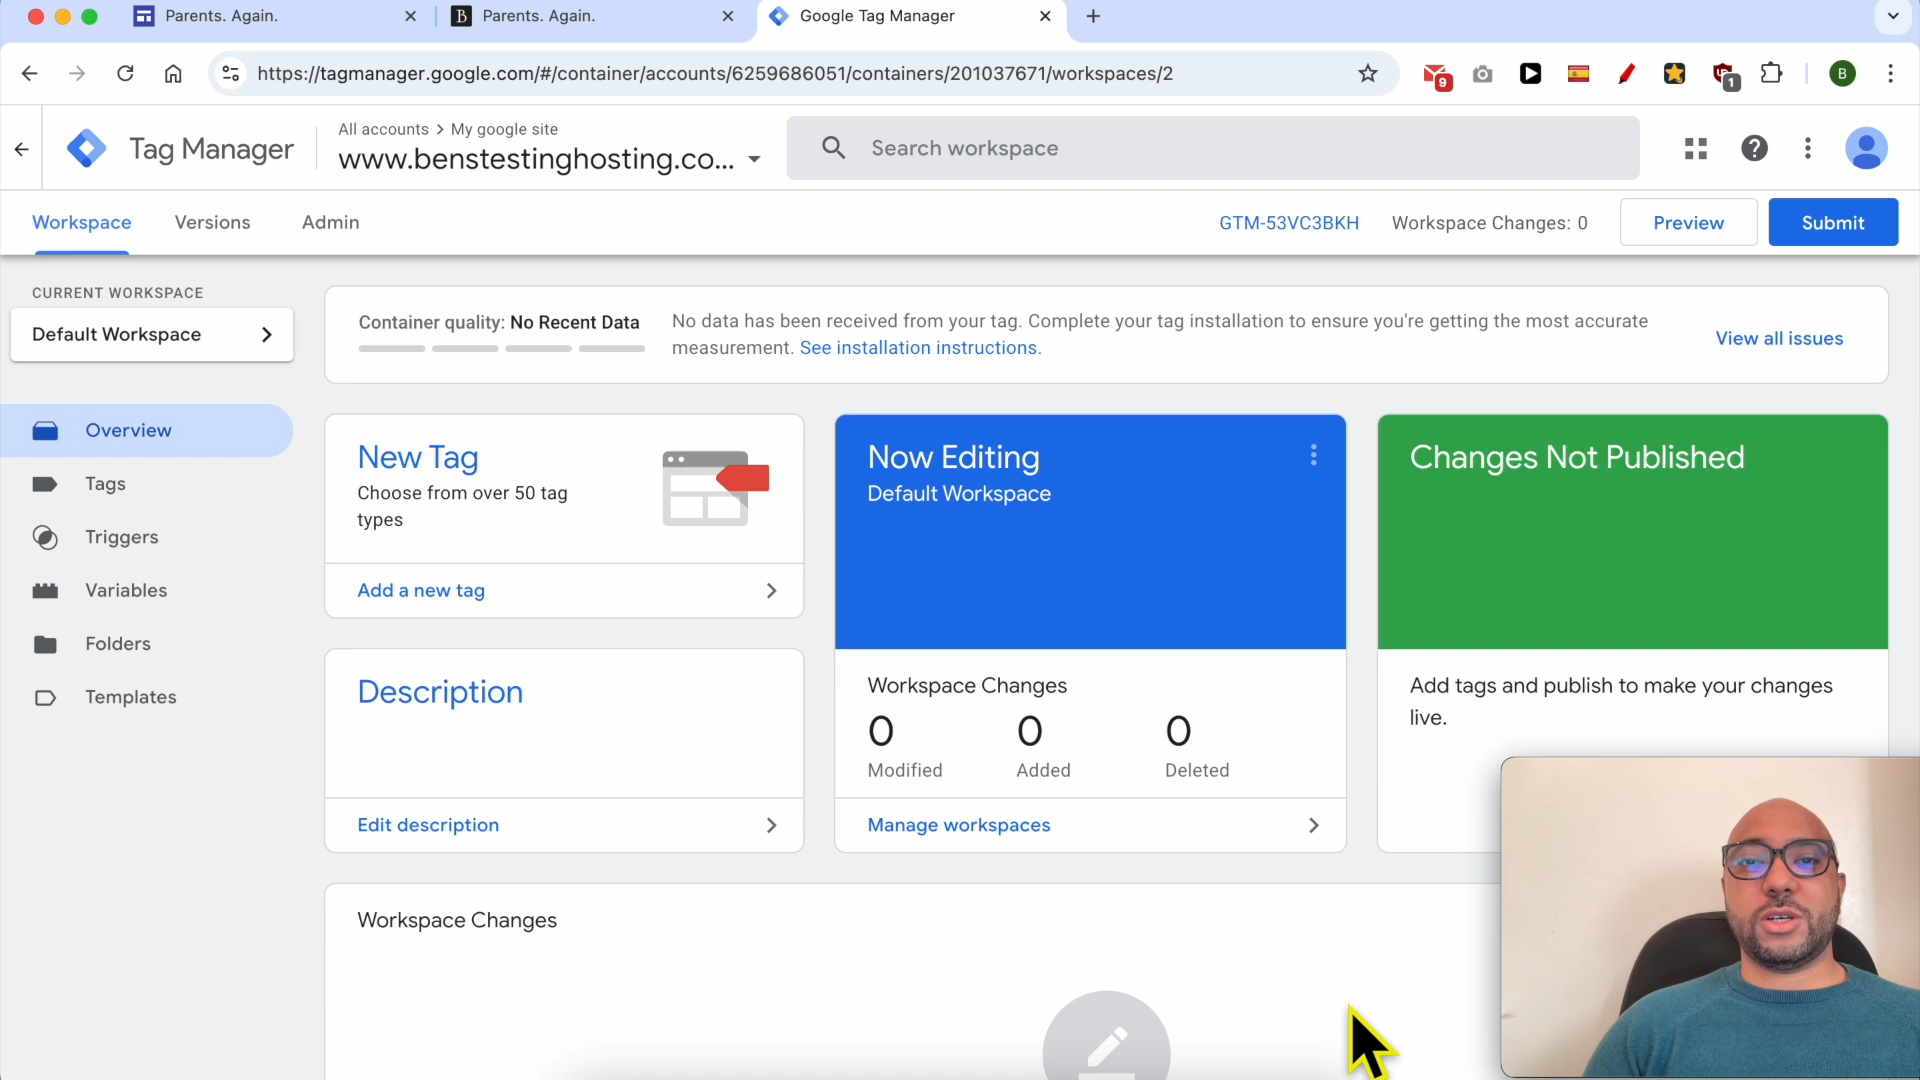 Parents. Again.
B
Parents. Again.
Google Tag Manager
https://tagmanager.google.com/#/container/accounts/6259686051/containers/201037671/workspaces/2
9
1
B
Tag Manager
All accounts > My google site
www.benstestinghosting.co...
Search workspace
Workspace
Versions
Admin
GTM-53VC3BKH
Workspace Changes: 0
Preview
Submit
CURRENT WORKSPACE
Default Workspace
Container quality: No Recent Data
No data has been received from your tag. Complete your tag installation to ensure you're getting the most accurate
measurement. See installation instructions.
View all issues
Overview
Tags
Triggers
Variables
Folders
Templates
New Tag
Choose from over 50 tag
types
Add a new tag
Description
Edit description
Now Editing
Default Workspace
Workspace Changes
0 0 0
Modified Added Deleted
Manage workspaces
Changes Not Published
Add tags and publish to make your changes
live.
Workspace Changes